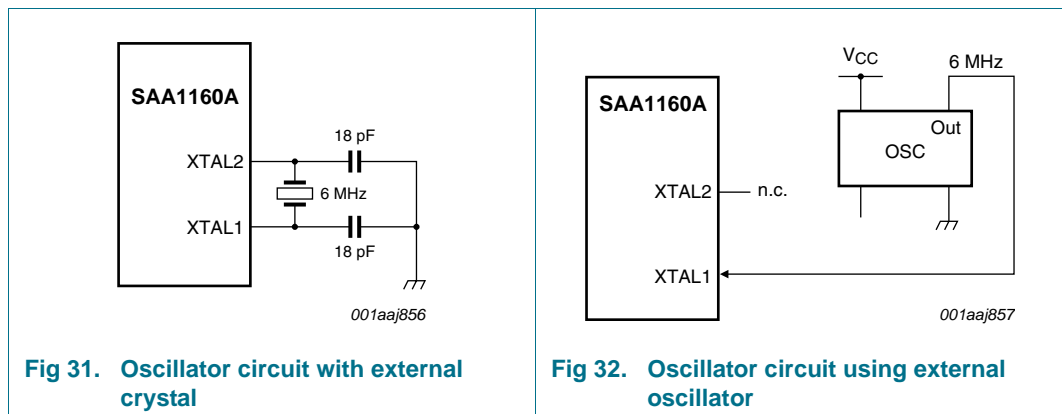 SAA1160A
18 pF
XTAL2
6 MHz
XTAL1
18 pF
001aaj856
Fig 31. Oscillator circuit with external
crystal
VCC
6 MHz
SAA1160A
Out
OSC
XTAL2
n.c.
XTAL1
001aaj857
Fig 32. Oscillator circuit using external
oscillator